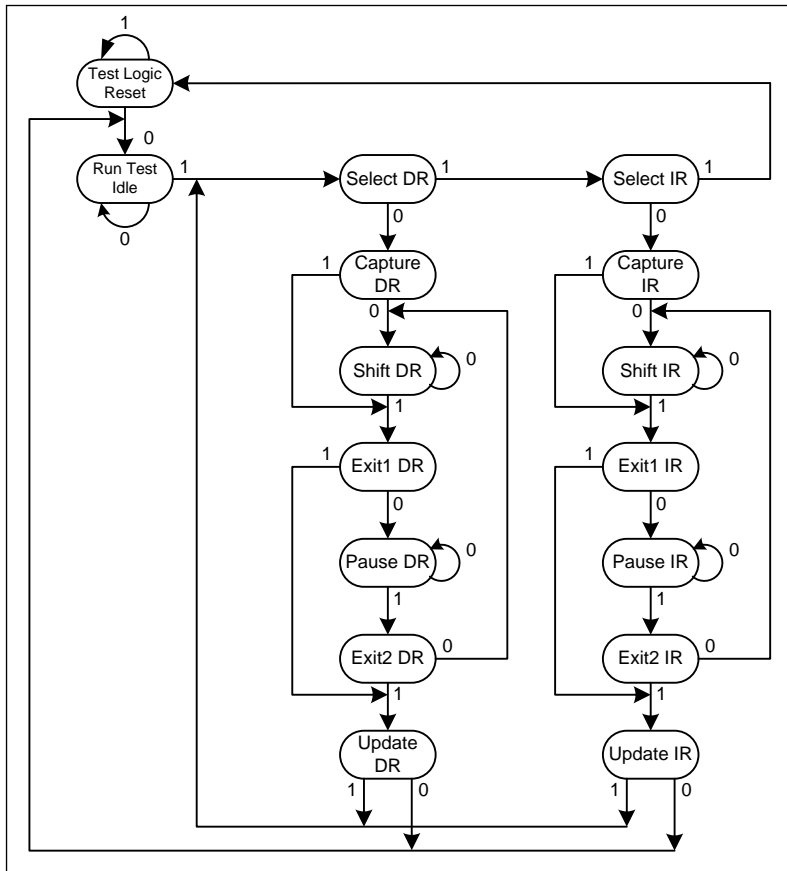 1
Test Logic
Reset
0
Run Test
Idle
1
0
Select DR
1
Select IR
1
0
0
Capture
DR
1
0
Capture
IR
1
0
Shift DR
0
1
Shift IR
0
1
Exit1 DR
1
0
Exit1 IR
1
0
Pause DR
0
1
Pause IR
0
1
Exit2 DR
0
1
Exit2 IR
0
1
Update
DR
1
0
Update IR
1
0